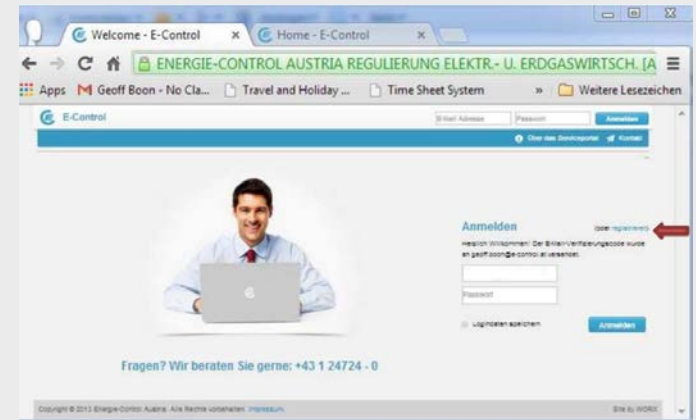 Welcome - E-Control × Home - E-Control ×
ENERGIE-CONTROL AUSTRIA REGULIERUNG ELEKTR.- U. ERDGASWIRTSCH. [A
Apps Geoff Boon - No Cla... Travel and Holiday ... Time Sheet System » Weitere Lesezeichen
E-Control E-Mail Adresse Passwort Anmelden
Über das Serviceportal Kontakt
Anmelden (oder registrieren)
Herzlich Willkommen! Der E-Mail-Verifizierungscode wurde
an geoff.boon@e-control.at versendet.
Passwort
Logindaten speichern Anmelden
Fragen? Wir beraten Sie gerne: +43 1 24724 - 0
Copyright © 2013 Energie-Control Austria. Alle Rechte vorbehalten. Impressum. Site by WORX